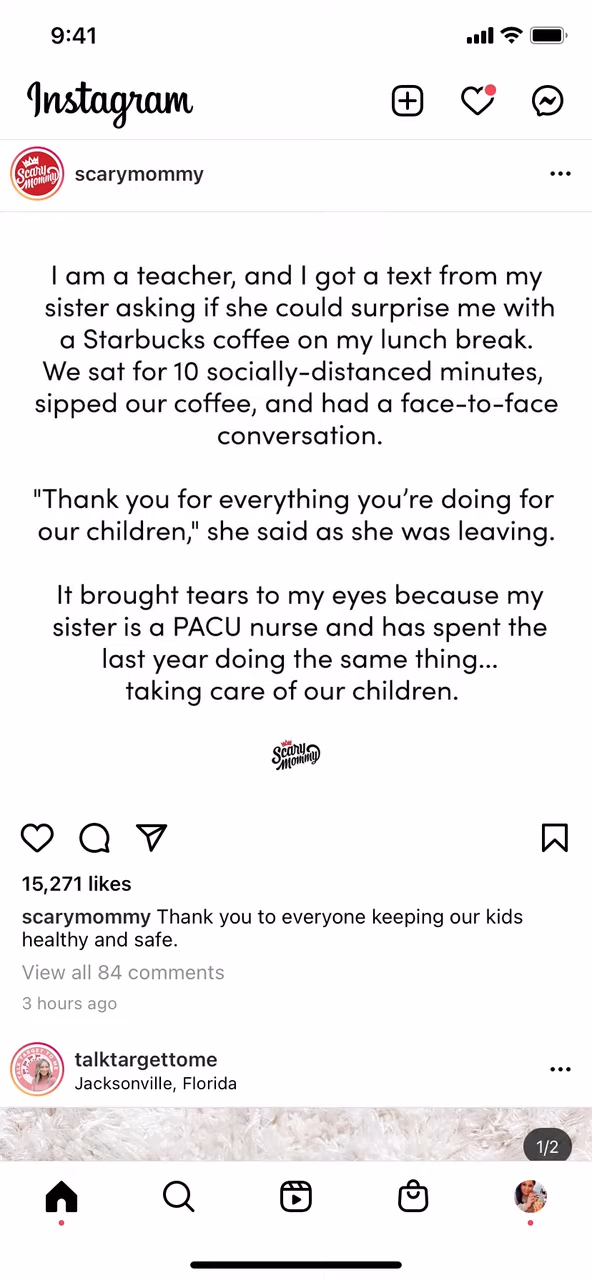 9:41
Instagram
Scary Mommy
scarymommy
I am a teacher, and I got a text from my
sister asking if she could surprise me with
a Starbucks coffee on my lunch break.
We sat for 10 socially-distanced minutes,
sipped our coffee, and had a face-to-face
conversation.
"Thank you for everything you’re doing for
our children," she said as she was leaving.
It brought tears to my eyes because my
sister is a PACU nurse and has spent the
last year doing the same thing...
taking care of our children.
Scary Mommy
15,271 likes
scarymommy Thank you to everyone keeping our kids
healthy and safe.
View all 84 comments
3 hours ago
talktargettome
Jacksonville, Florida
1/2